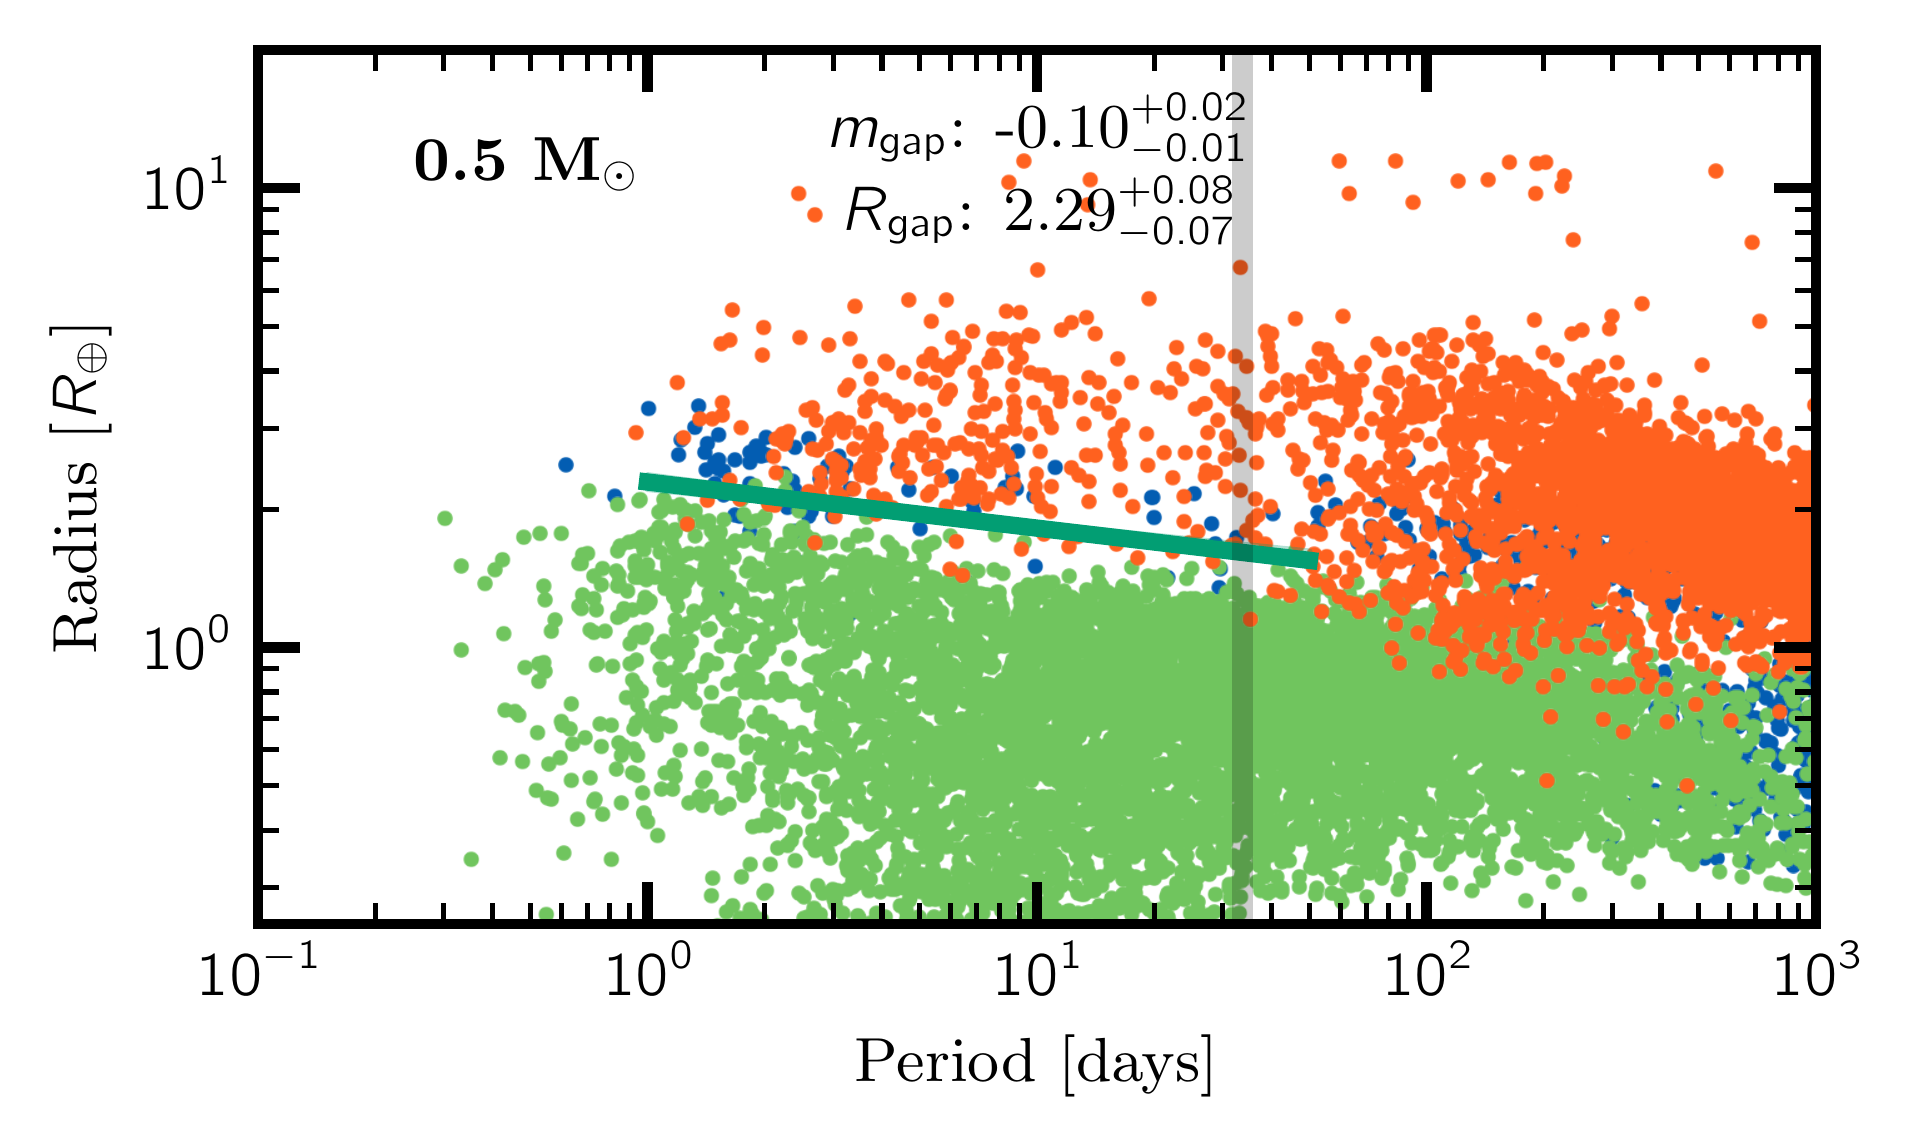 0.5 M☉
m_gap: -0.10^{+0.02}_{-0.01}
R_gap: 2.29^{+0.08}_{-0.07}
Radius [R⊕]
10^1
10^0
10^{-1} 10^0 10^1 10^2 10^3
Period [days]